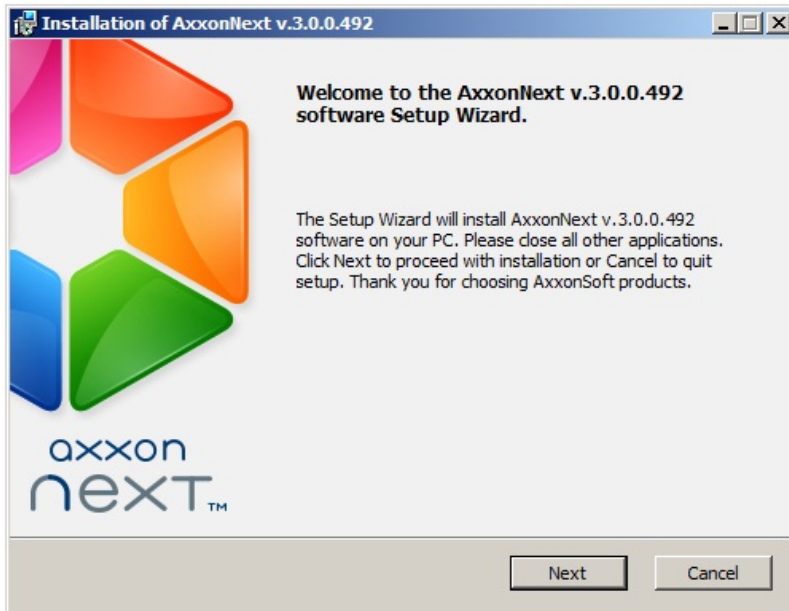 Installation of AxxonNext v.3.0.0.492
Welcome to the AxxonNext v.3.0.0.492
software Setup Wizard.
The Setup Wizard will install AxxonNext v.3.0.0.492
software on your PC. Please close all other applications.
Click Next to proceed with installation or Cancel to quit
setup. Thank you for choosing AxxonSoft products.
axxon
next™
Next
Cancel